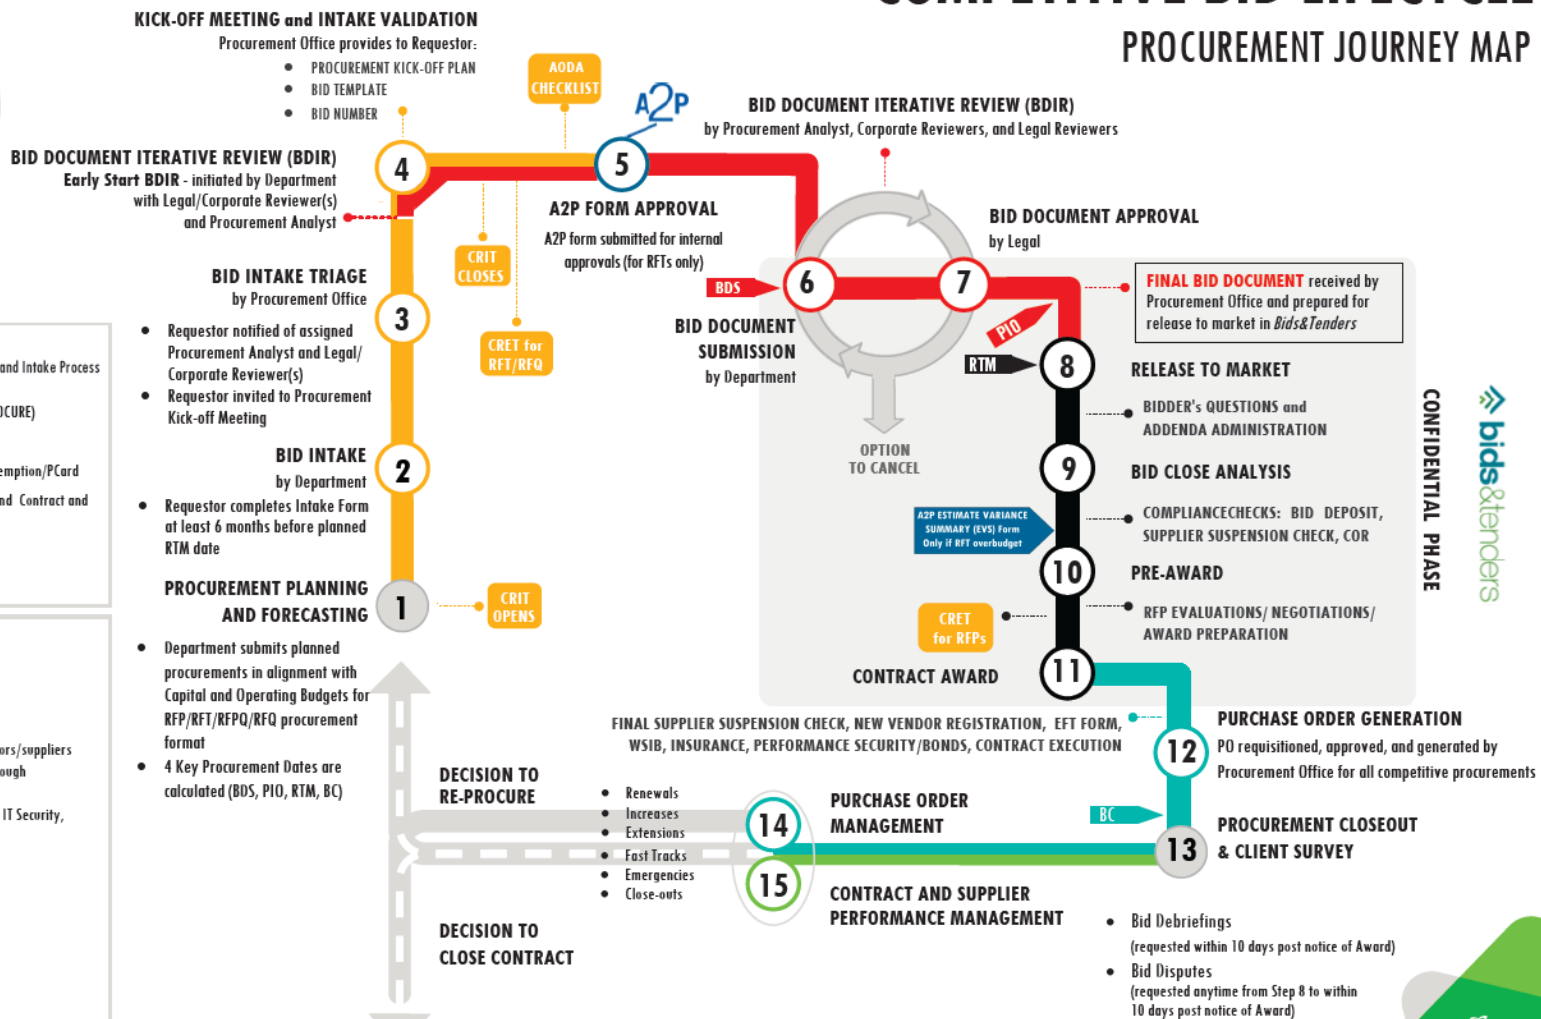 COMPETITIVE BID LIFECYCLE
PROCUREMENT JOURNEY MAP
KICK-OFF MEETING and INTAKE VALIDATION
Procurement Office provides to Requestor:
● PROCUREMENT KICK-OFF PLAN
● BID TEMPLATE
● BID NUMBER
AODA
CHECKLIST
A2P
BID DOCUMENT ITERATIVE REVIEW (BDIR)
by Procurement Analyst, Corporate Reviewers, and Legal Reviewers
BID DOCUMENT ITERATIVE REVIEW (BDIR)
Early Start BDIR - initiated by Department
with Legal/Corporate Reviewer(s)
and Procurement Analyst
4
5
A2P FORM APPROVAL
A2P form submitted for internal
approvals (for RFTs only)
CRIT
CLOSES
CRET for
RFT/RFQ
BID DOCUMENT APPROVAL
by Legal
BDS
6
7
BID DOCUMENT
SUBMISSION
by Department
FINAL BID DOCUMENT received by
Procurement Office and prepared for
release to market in Bids&Tenders
PIO
RTM
8
RELEASE TO MARKET
BIDDER's QUESTIONS and
ADDENDA ADMINISTRATION
OPTION
TO CANCEL
9
BID CLOSE ANALYSIS
A2P ESTIMATE VARIANCE
SUMMARY (EVS) Form
Only if RFT overbudget
COMPLIANCECHECKS: BID DEPOSIT,
SUPPLIER SUSPENSION CHECK, COR
10
PRE-AWARD
CRET
for RFPs
RFP EVALUATIONS/ NEGOTIATIONS/
AWARD PREPARATION
CONTRACT AWARD
11
CONFIDENTIAL PHASE
bids&tenders
BID INTAKE TRIAGE
by Procurement Office
3
● Requestor notified of assigned
Procurement Analyst and Legal/
Corporate Reviewer(s)
● Requestor invited to Procurement
Kick-off Meeting
BID INTAKE
by Department
2
● Requestor completes Intake Form
at least 6 months before planned
RTM date
PROCUREMENT PLANNING
AND FORECASTING
1
CRIT
OPENS
● Department submits planned
procurements in alignment with
Capital and Operating Budgets for
RFP/RFT/RFPQ/RFQ procurement
format
● 4 Key Procurement Dates are
calculated (BDS, PIO, RTM, BC)
and Intake Process
OCURE)
emption/PCard
nd Contract and
ors/suppliers
ough
IT Security,
FINAL SUPPLIER SUSPENSION CHECK, NEW VENDOR REGISTRATION, EFT FORM,
WSIB, INSURANCE, PERFORMANCE SECURITY/BONDS, CONTRACT EXECUTION
12
PURCHASE ORDER GENERATION
PO requisitioned, approved, and generated by
Procurement Office for all competitive procurements
BC
13
PROCUREMENT CLOSEOUT
& CLIENT SURVEY
DECISION TO
RE-PROCURE
● Renewals
● Increases
● Extensions
● Fast Tracks
● Emergencies
● Close-outs
14
PURCHASE ORDER
MANAGEMENT
15
CONTRACT AND SUPPLIER
PERFORMANCE MANAGEMENT
DECISION TO
CLOSE CONTRACT
● Bid Debriefings
(requested within 10 days post notice of Award)
● Bid Disputes
(requested anytime from Step 8 to within
10 days post notice of Award)